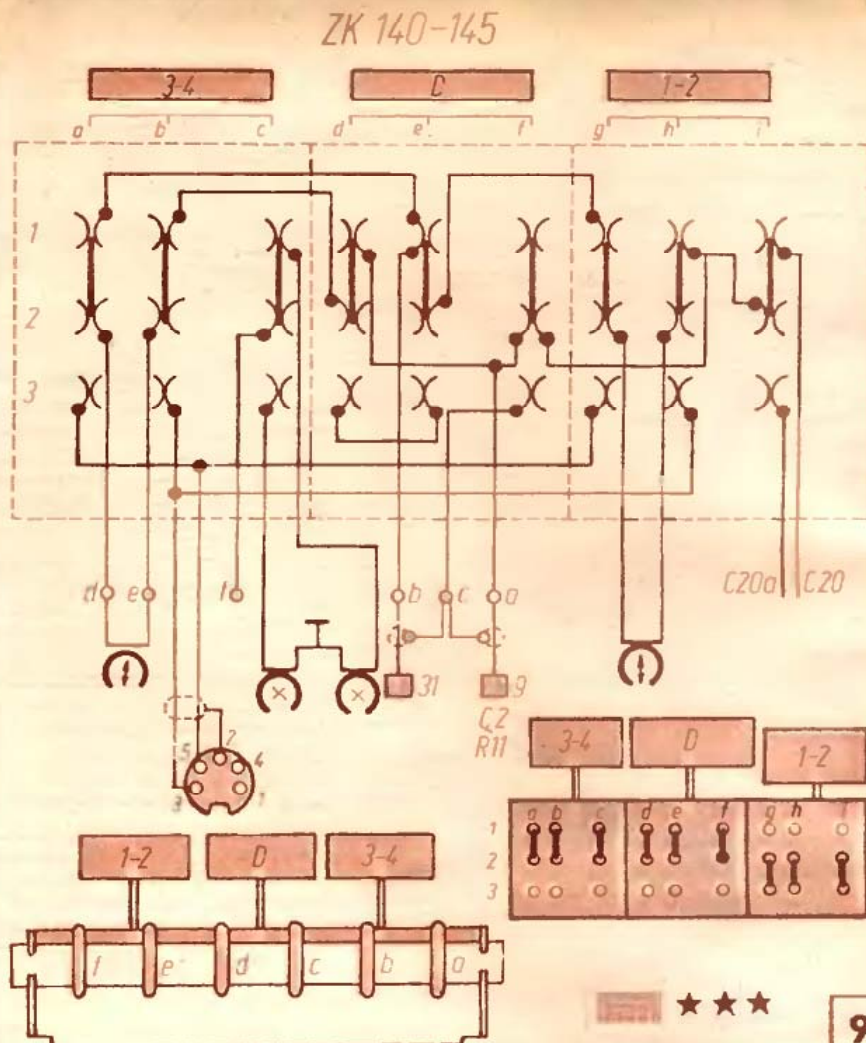 ZK 140-145
3-4 D 1-2
a b c d e f g h i
1
2
3
d e f b c a C20a C20
31 9
C,2
R11
5 2 4
3 1
3-4 D 1-2
a b c d e f g h i
1
2
3
1-2 D 3-4
f e d c b a
9